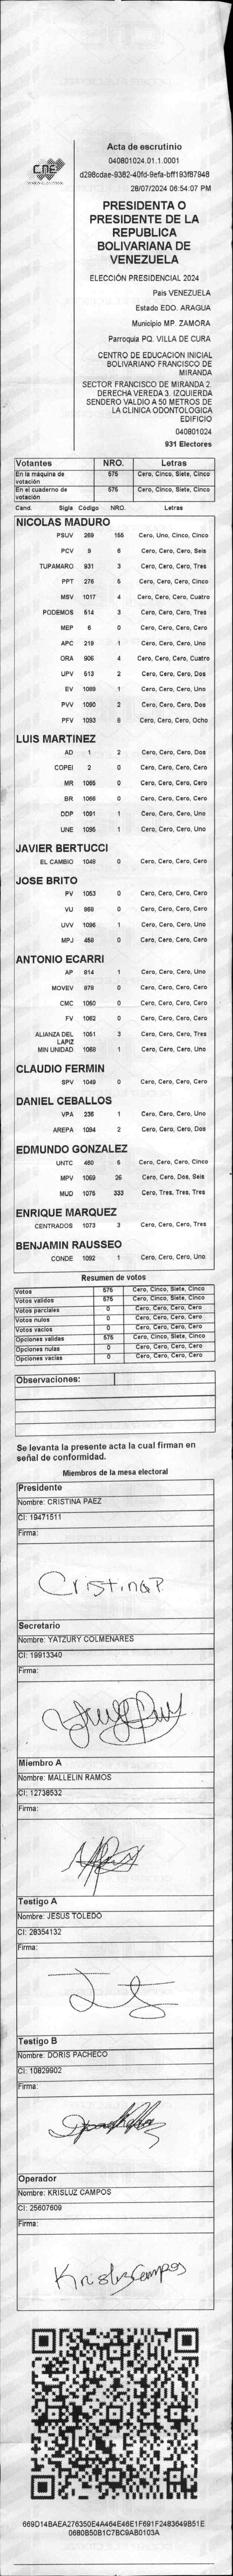 CNE
Acta de escrutinio
040801024.01.1.0001
d298cdae-9382-40fd-9efa-bff193f87948
28/07/2024 06:54:07 PM
PRESIDENTA O
PRESIDENTE DE LA
REPUBLICA
BOLIVARIANA DE
VENEZUELA
ELECCIÓN PRESIDENCIAL 2024
Pais VENEZUELA
Estado EDO. ARAGUA
Municipio MP. ZAMORA
Parroquia PQ. VILLA DE CURA
CENTRO DE EDUCACION INICIAL
BOLIVARIANO FRANCISCO DE
MIRANDA
SECTOR FRANCISCO DE MIRANDA 2.
DERECHA VEREDA 3. IZQUIERDA
SENDERO VALDIO A 50 METROS DE
LA CLINICA ODONTOLOGICA
EDIFICIO
040801024
931 Electores
Votantes NRO. Letras
En la máquina de votación 575 Cero, Cinco, Siete, Cinco
En el cuaderno de votación 575 Cero, Cinco, Siete, Cinco
Cand. Sigla Código NRO. Letras
NICOLAS MADURO
PSUV 269 155 Cero, Uno, Cinco, Cinco
PCV 9 6 Cero, Cero, Cero, Seis
TUPAMARO 931 3 Cero, Cero, Cero, Tres
PPT 276 5 Cero, Cero, Cero, Cinco
MSV 1017 4 Cero, Cero, Cero, Cuatro
PODEMOS 514 3 Cero, Cero, Cero, Tres
MEP 6 0 Cero, Cero, Cero, Cero
APC 219 1 Cero, Cero, Cero, Uno
ORA 906 4 Cero, Cero, Cero, Cuatro
UPV 513 2 Cero, Cero, Cero, Dos
EV 1089 1 Cero, Cero, Cero, Uno
PVV 1090 2 Cero, Cero, Cero, Dos
PFV 1093 8 Cero, Cero, Cero, Ocho
LUIS MARTINEZ
AD 1 2 Cero, Cero, Cero, Dos
COPEI 2 0 Cero, Cero, Cero, Cero
MR 1065 0 Cero, Cero, Cero, Cero
BR 1066 0 Cero, Cero, Cero, Cero
DDP 1091 1 Cero, Cero, Cero, Uno
UNE 1095 1 Cero, Cero, Cero, Uno
JAVIER BERTUCCI
EL CAMBIO 1048 0 Cero, Cero, Cero, Cero
JOSE BRITO
PV 1053 0 Cero, Cero, Cero, Cero
VU 868 0 Cero, Cero, Cero, Cero
UVV 1096 1 Cero, Cero, Cero, Uno
MPJ 458 0 Cero, Cero, Cero, Cero
ANTONIO ECARRI
AP 814 1 Cero, Cero, Cero, Uno
MOVEV 878 0 Cero, Cero, Cero, Cero
CMC 1050 0 Cero, Cero, Cero, Cero
FV 1062 0 Cero, Cero, Cero, Cero
ALIANZA DEL LAPIZ 1051 3 Cero, Cero, Cero, Tres
MIN UNIDAD 1068 1 Cero, Cero, Cero, Uno
CLAUDIO FERMIN
SPV 1049 0 Cero, Cero, Cero, Cero
DANIEL CEBALLOS
VPA 236 1 Cero, Cero, Cero, Uno
AREPA 1094 2 Cero, Cero, Cero, Dos
EDMUNDO GONZALEZ
UNTC 460 5 Cero, Cero, Cero, Cinco
MPV 1069 26 Cero, Cero, Dos, Seis
MUD 1075 333 Cero, Tres, Tres, Tres
ENRIQUE MARQUEZ
CENTRADOS 1073 3 Cero, Cero, Cero, Tres
BENJAMIN RAUSSEO
CONDE 1092 1 Cero, Cero, Cero, Uno
Resumen de votos
Votos 575 Cero, Cinco, Siete, Cinco
Votos validos 575 Cero, Cinco, Siete, Cinco
Votos parciales 0 Cero, Cero, Cero, Cero
Votos nulos 0 Cero, Cero, Cero, Cero
Votos vacios 0 Cero, Cero, Cero, Cero
Opciones validas 575 Cero, Cinco, Siete, Cinco
Opciones nulas 0 Cero, Cero, Cero, Cero
Opciones vacias 0 Cero, Cero, Cero, Cero
Observaciones:
Se levanta la presente acta la cual firman en
señal de conformidad.
Miembros de la mesa electoral
Presidente
Nombre: CRISTINA PAEZ
CI: 19471511
Firma:
CristinaP
Secretario
Nombre: YATZURY COLMENARES
CI: 19913340
Firma:
Miembro A
Nombre: MALLELIN RAMOS
CI: 12738532
Firma:
Testigo A
Nombre: JESUS TOLEDO
CI: 28354132
Firma:
Testigo B
Nombre: DORIS PACHECO
CI: 10829902
Firma:
Operador
Nombre: KRISLUZ CAMPOS
CI: 25607609
Firma:
KrisluzCampos
669D14BAEA276350E4A464E46E1F691F2483649B51E
0680B50B1C7BC9AB0103A